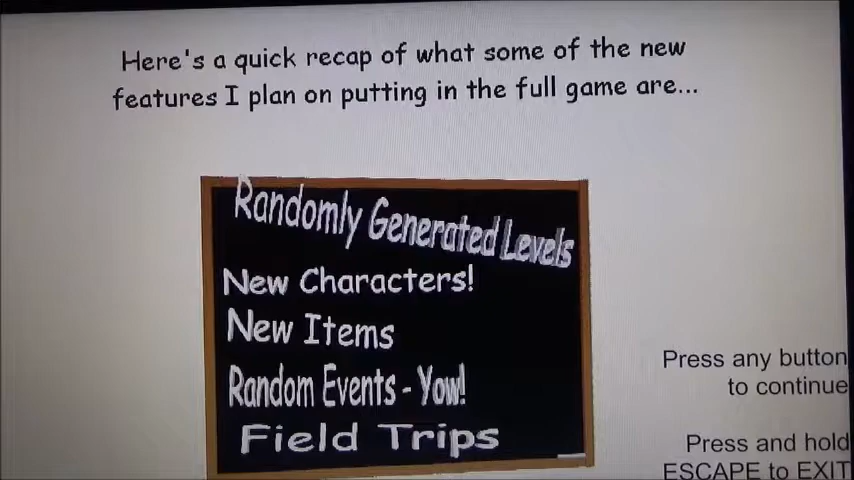 Here's a quick recap of what some of the new
features I plan on putting in the full game are...
Randomly Generated Levels
New Characters!
New Items
Random Events - Yow!
Field Trips
Press any button
to continue
Press and hold
ESCAPE to EXIT